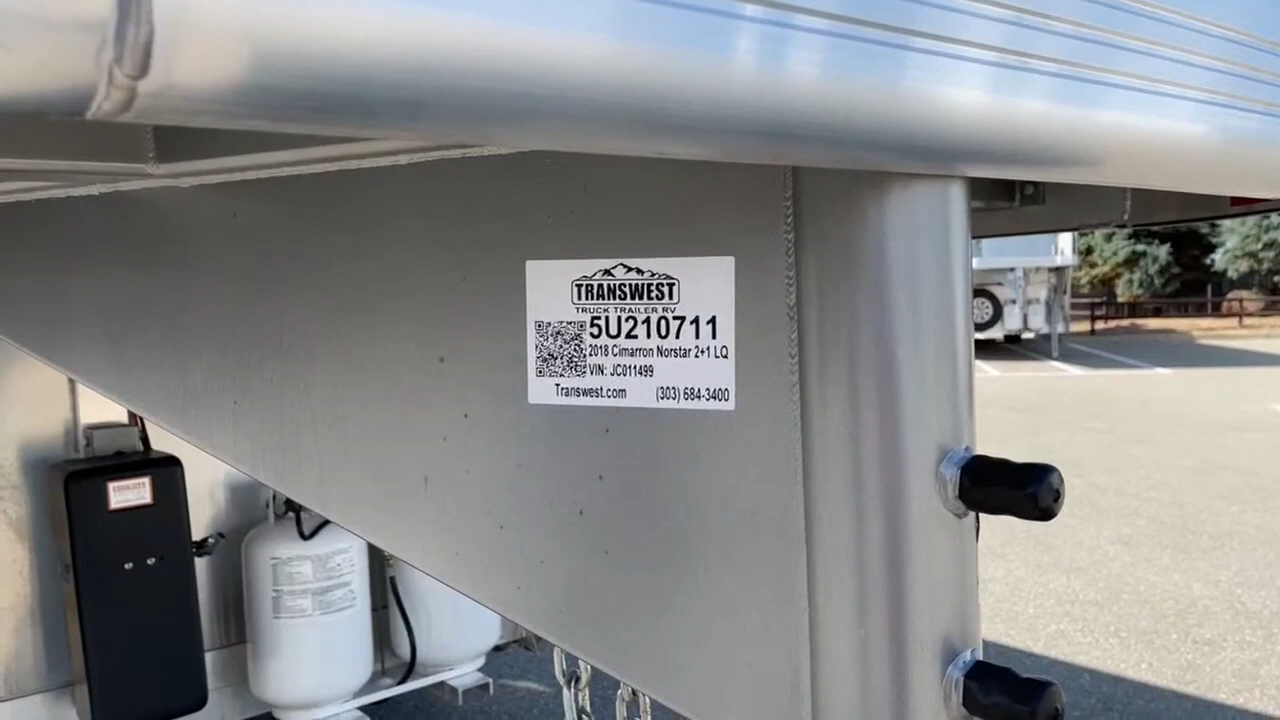 TRANSWEST
TRUCK TRAILER RV
5U210711
2018 Cimarron Norstar 2+1 LQ
VIN: JC011499
Transwest.com (303) 684-3400